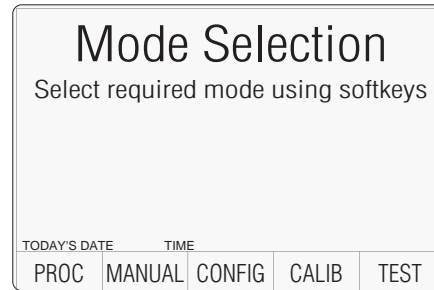 Mode Selection
Select required mode using softkeys
TODAY'S DATE TIME
PROC MANUAL CONFIG CALIB TEST